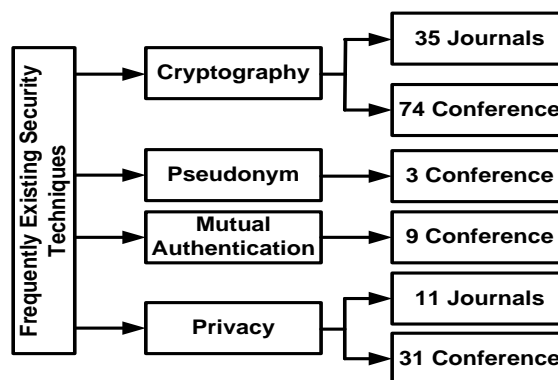 Frequently Existing Security
Techniques
Cryptography
35 Journals
74 Conference
Pseudonym
3 Conference
Mutual
Authentication
9 Conference
Privacy
11 Journals
31 Conference